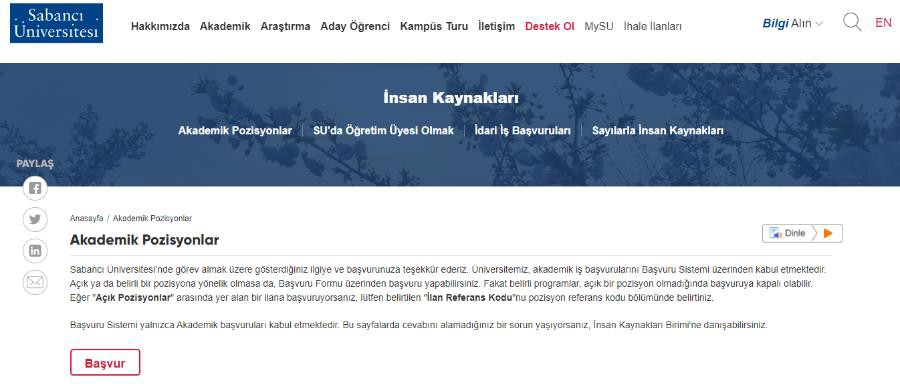 Sabancı
Üniversitesi
Hakkımızda Akademik Araştırma Aday Öğrenci Kampüs Turu İletişim Destek Ol MySU İhale İlanları
Bilgi Alın
EN
İnsan Kaynakları
Akademik Pozisyonlar | SU'da Öğretim Üyesi Olmak | İdari İş Başvuruları | Sayılarla İnsan Kaynakları
PAYLAŞ
Anasayfa / Akademik Pozisyonlar
Akademik Pozisyonlar
Dinle
Sabancı Üniversitesi'nde görev almak üzere gösterdiğiniz ilgiye ve başvurunuza teşekkür ederiz. Üniversitemiz, akademik iş başvurularını Başvuru Sistemi üzerinden kabul etmektedir.
Açık ya da belirli bir pozisyona yönelik olmasa da, Başvuru Formu üzerinden başvuru yapabilirsiniz. Fakat belirli programlar, açık bir pozisyon olmadığında başvuruya kapalı olabilir.
Eğer "Açık Pozisyonlar" arasında yer alan bir ilana başvuruyorsanız, lütfen belirtilen "İlan Referans Kodu"nu pozisyon referans kodu bölümünde belirtiniz.
Başvuru Sistemi yalnızca Akademik başvuruları kabul etmektedir. Bu sayfalarda cevabını alamadığınız bir sorun yaşıyorsanız, İnsan Kaynakları Birimi'ne danışabilirsiniz.
Başvur